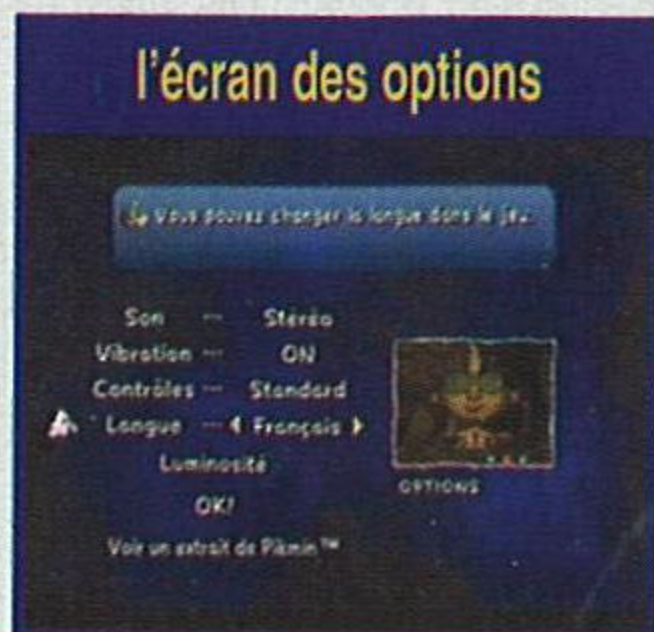 l'écran des options
Vous pouvez changer la langue dans le jeu.
Son --- Stéréo
Vibration --- ON
Contrôles --- Standard
Langue --- Français
Luminosité
OPTIONS
OK!
Voir un extrait de Pikmin™